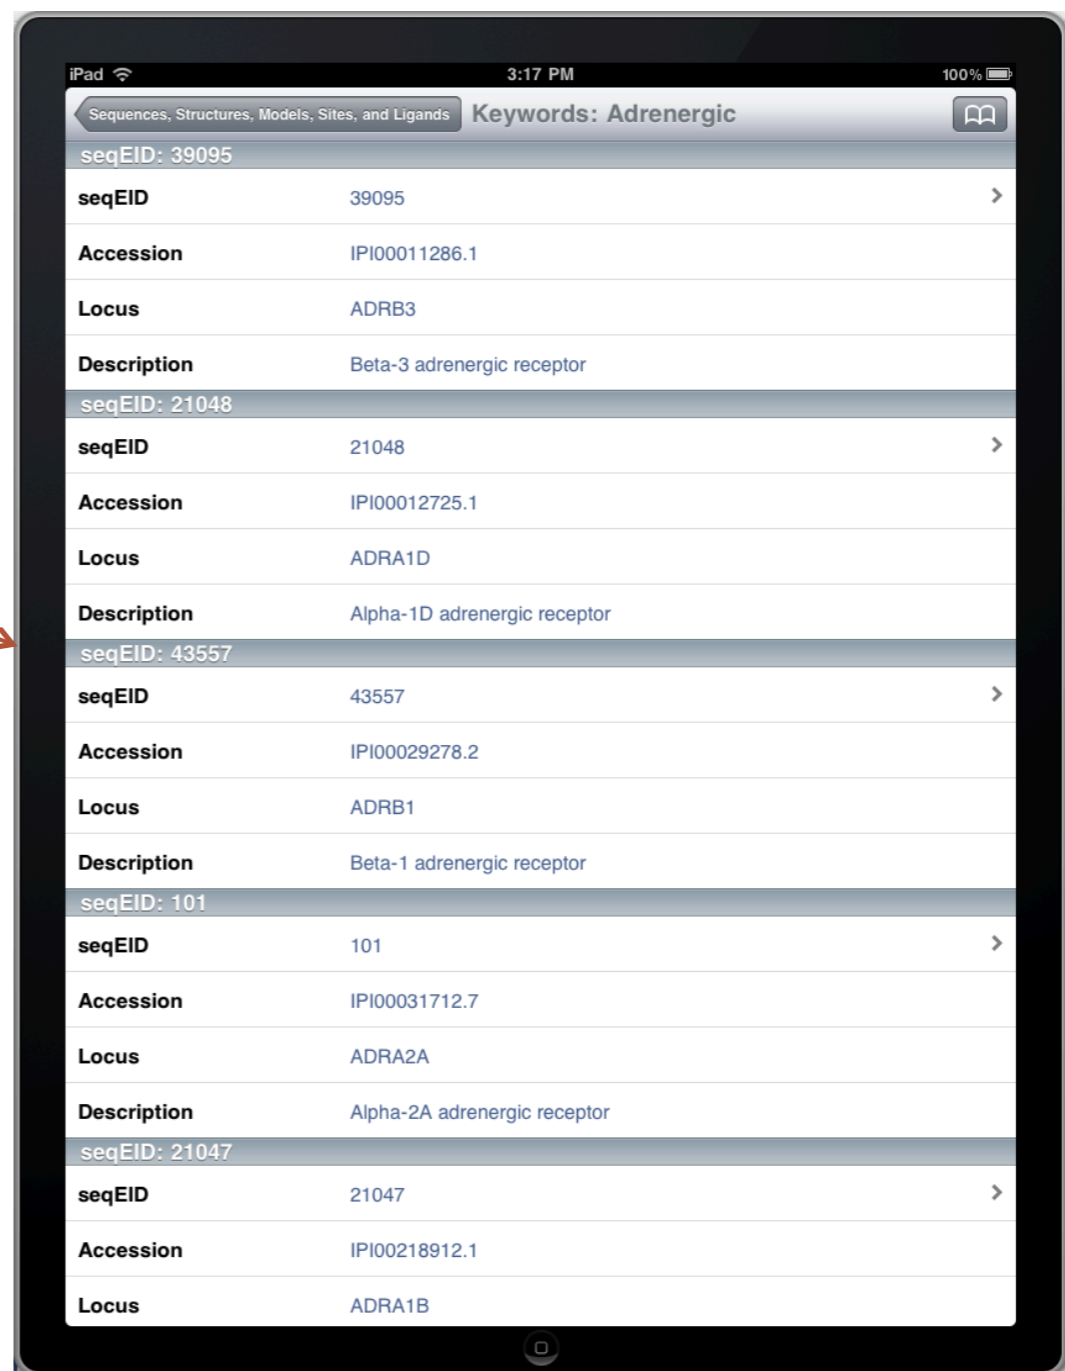 iPad 3:17 PM 100%
Sequences, Structures, Models, Sites, and Ligands Keywords: Adrenergic
seqEID: 39095
seqEID 39095
Accession IPI00011286.1
Locus ADRB3
Description Beta-3 adrenergic receptor
seqEID: 21048
seqEID 21048
Accession IPI00012725.1
Locus ADRA1D
Description Alpha-1D adrenergic receptor
seqEID: 43557
seqEID 43557
Accession IPI00029278.2
Locus ADRB1
Description Beta-1 adrenergic receptor
seqEID: 101
seqEID 101
Accession IPI00031712.7
Locus ADRA2A
Description Alpha-2A adrenergic receptor
seqEID: 21047
seqEID 21047
Accession IPI00218912.1
Locus ADRA1B